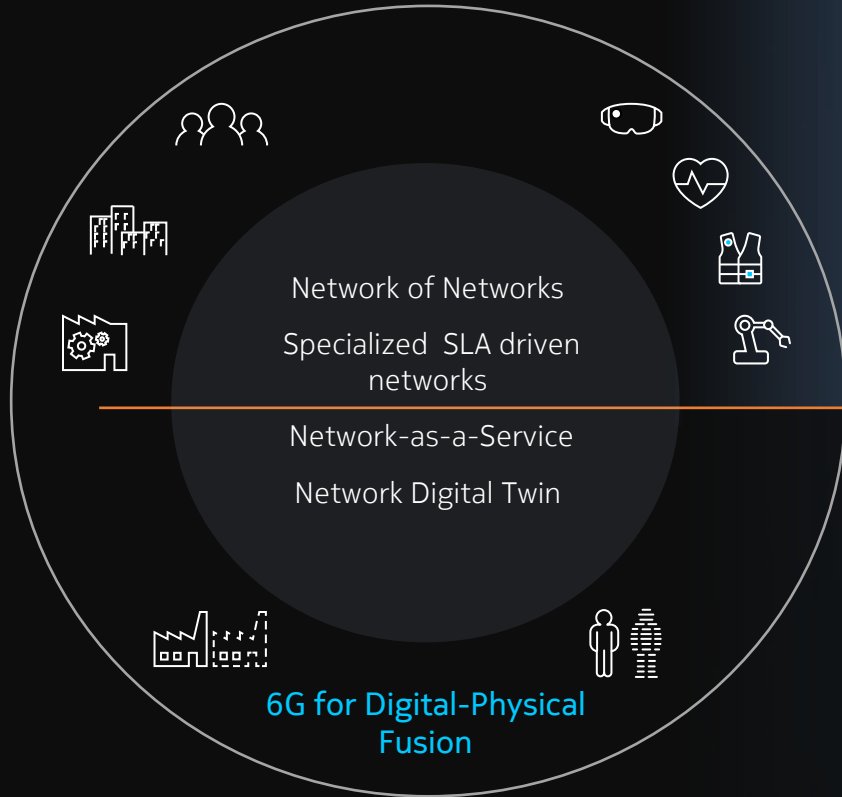 Network of Networks
Specialized  SLA driven
networks
Network-as-a-Service
Network Digital Twin
6G for Digital-Physical
Fusion